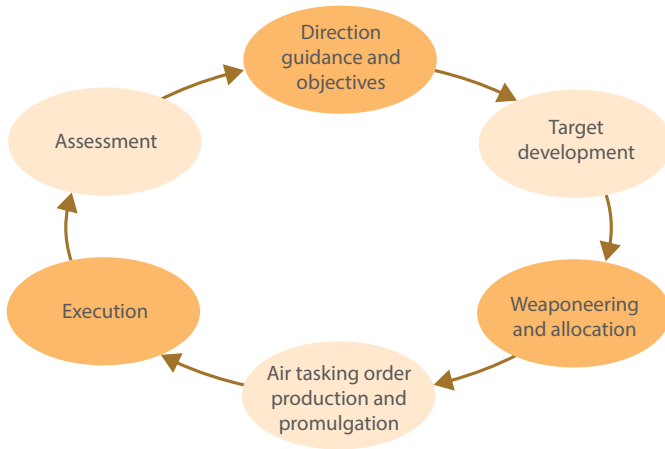 Direction
guidance and
objectives
Target
development
Weaponeering
and allocation
Air tasking order
production and
promulgation
Execution
Assessment